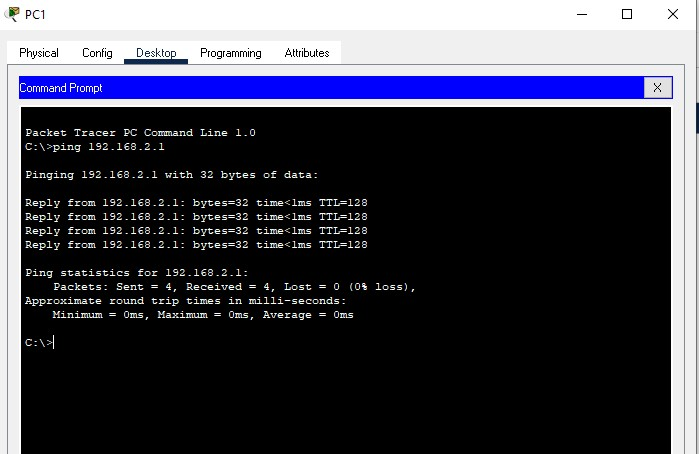 PC1
Physical Config Desktop Programming Attributes
Command Prompt
X
Packet Tracer PC Command Line 1.0
C:\>ping 192.168.2.1
Pinging 192.168.2.1 with 32 bytes of data:
Reply from 192.168.2.1: bytes=32 time<1ms TTL=128
Reply from 192.168.2.1: bytes=32 time<1ms TTL=128
Reply from 192.168.2.1: bytes=32 time<1ms TTL=128
Reply from 192.168.2.1: bytes=32 time<1ms TTL=128
Ping statistics for 192.168.2.1:
Packets: Sent = 4, Received = 4, Lost = 0 (0% loss),
Approximate round trip times in milli-seconds:
Minimum = 0ms, Maximum = 0ms, Average = 0ms
C:\>